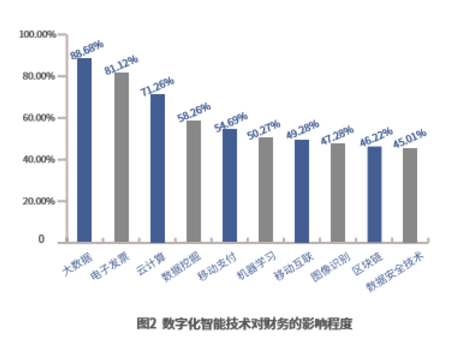 100.00%
80.00%
60.00%
40.00%
20.00%
0
88.68%
81.12%
71.26%
58.26%
54.69%
50.27%
49.28%
47.28%
46.22%
45.01%
大数据
电子发票
云计算
数据挖掘
移动支付
机器学习
移动互联
图像识别
区块链
数据安全技术
图2 数字化智能技术对财务的影响程度